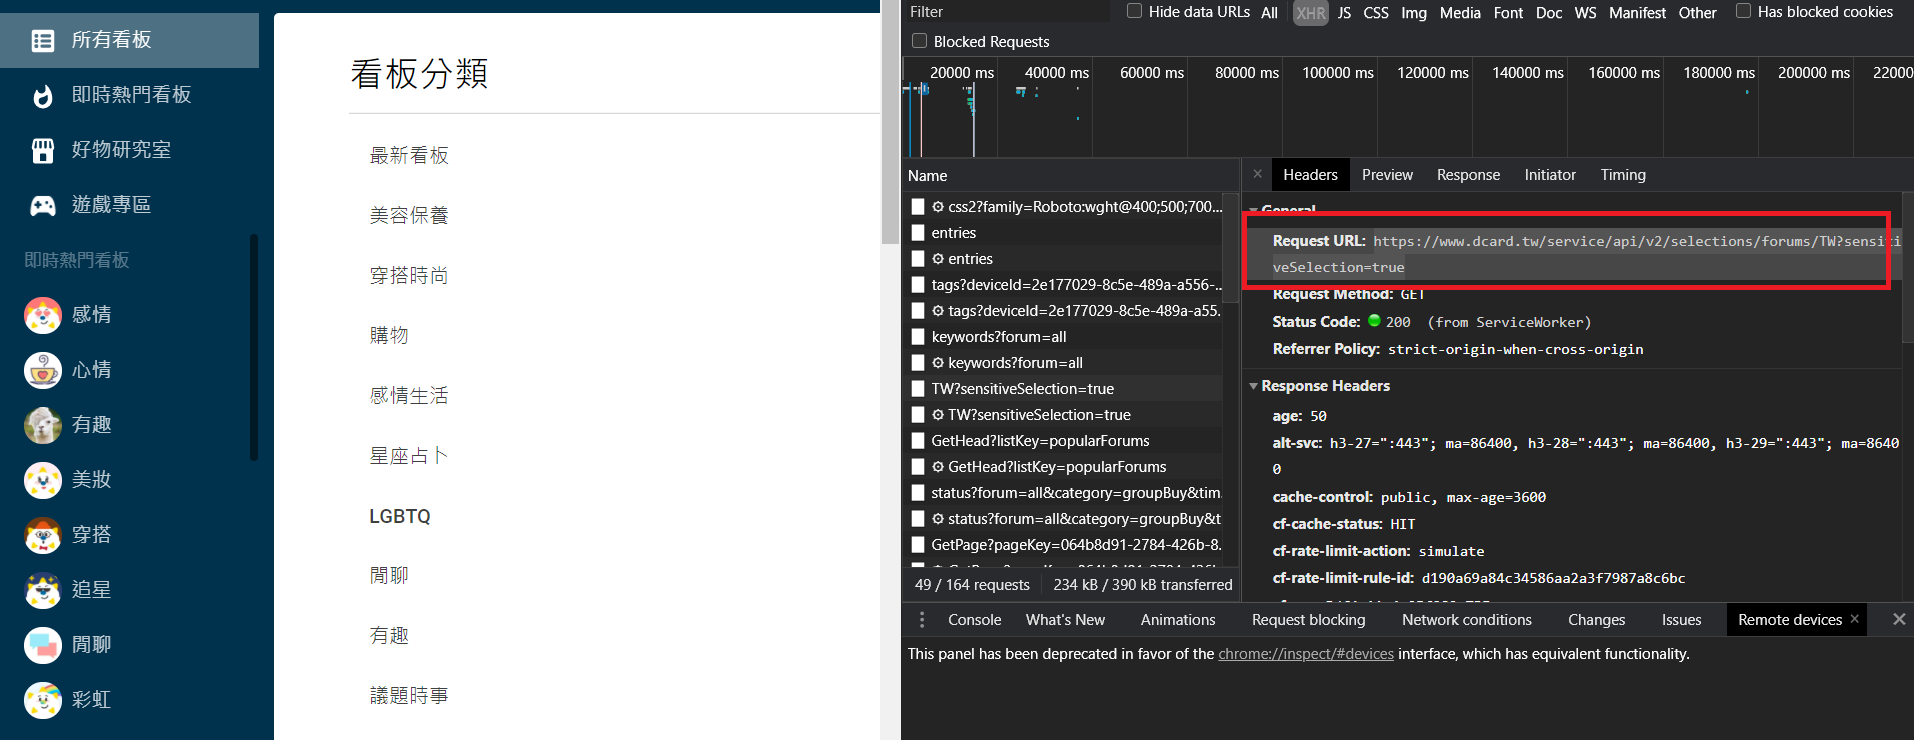 所有看板
即時熱門看板
好物研究室
遊戲專區
即時熱門看板
感情
心情
有趣
美妝
穿搭
追星
閒聊
彩虹
看板分類
最新看板
美容保養
穿搭時尚
購物
感情生活
星座占卜
LGBTQ
閒聊
有趣
議題時事
Filter
Hide data URLs All XHR JS CSS Img Media Font Doc WS Manifest Other Has blocked cookies
Blocked Requests
20000 ms 40000 ms 60000 ms 80000 ms 100000 ms 120000 ms 140000 ms 160000 ms 180000 ms 200000 ms 22000
Name
css2?family=Roboto:wght@400;500;700...
entries
entries
tags?deviceId=2e177029-8c5e-489a-a556-..
tags?deviceId=2e177029-8c5e-489a-a55.
keywords?forum=all
keywords?forum=all
TW?sensitiveSelection=true
TW?sensitiveSelection=true
GetHead?listKey=popularForums
GetHead?listKey=popularForums
status?forum=all&category=groupBuy&tim.
status?forum=all&category=groupBuy&t
GetPage?pageKey=064b8d91-2784-426b-8.
49 / 164 requests 234 kB / 390 kB transferred
× Headers Preview Response Initiator Timing
General
Request URL: https://www.dcard.tw/service/api/v2/selections/forums/TW?sensiti
veSelection=true
Request Method: GET
Status Code: 200 (from ServiceWorker)
Referrer Policy: strict-origin-when-cross-origin
Response Headers
age: 50
alt-svc: h3-27=":443"; ma=86400, h3-28=":443"; ma=86400, h3-29=":443"; ma=8640
0
cache-control: public, max-age=3600
cf-cache-status: HIT
cf-rate-limit-action: simulate
cf-rate-limit-rule-id: d190a69a84c34586aa2a3f7987a8c6bc
Console What's New Animations Request blocking Network conditions Changes Issues Remote devices ×
This panel has been deprecated in favor of the chrome://inspect/#devices interface, which has equivalent functionality.